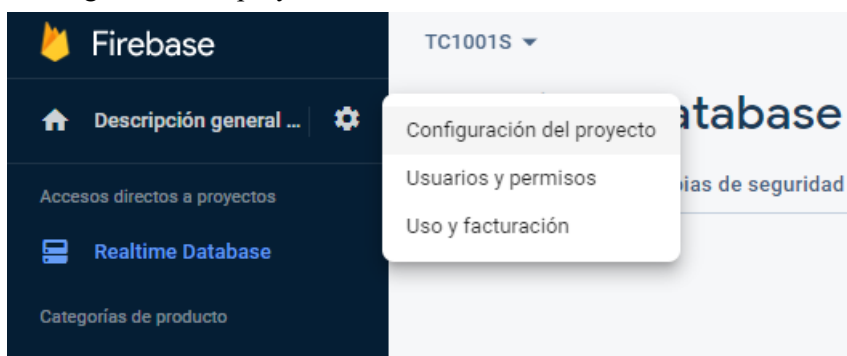 Firebase
TC1001S
Descripción general ...
atabase
Configuración del proyecto
Usuarios y permisos
ias de seguridad
Accesos directos a proyectos
Uso y facturación
Realtime Database
Categorías de producto